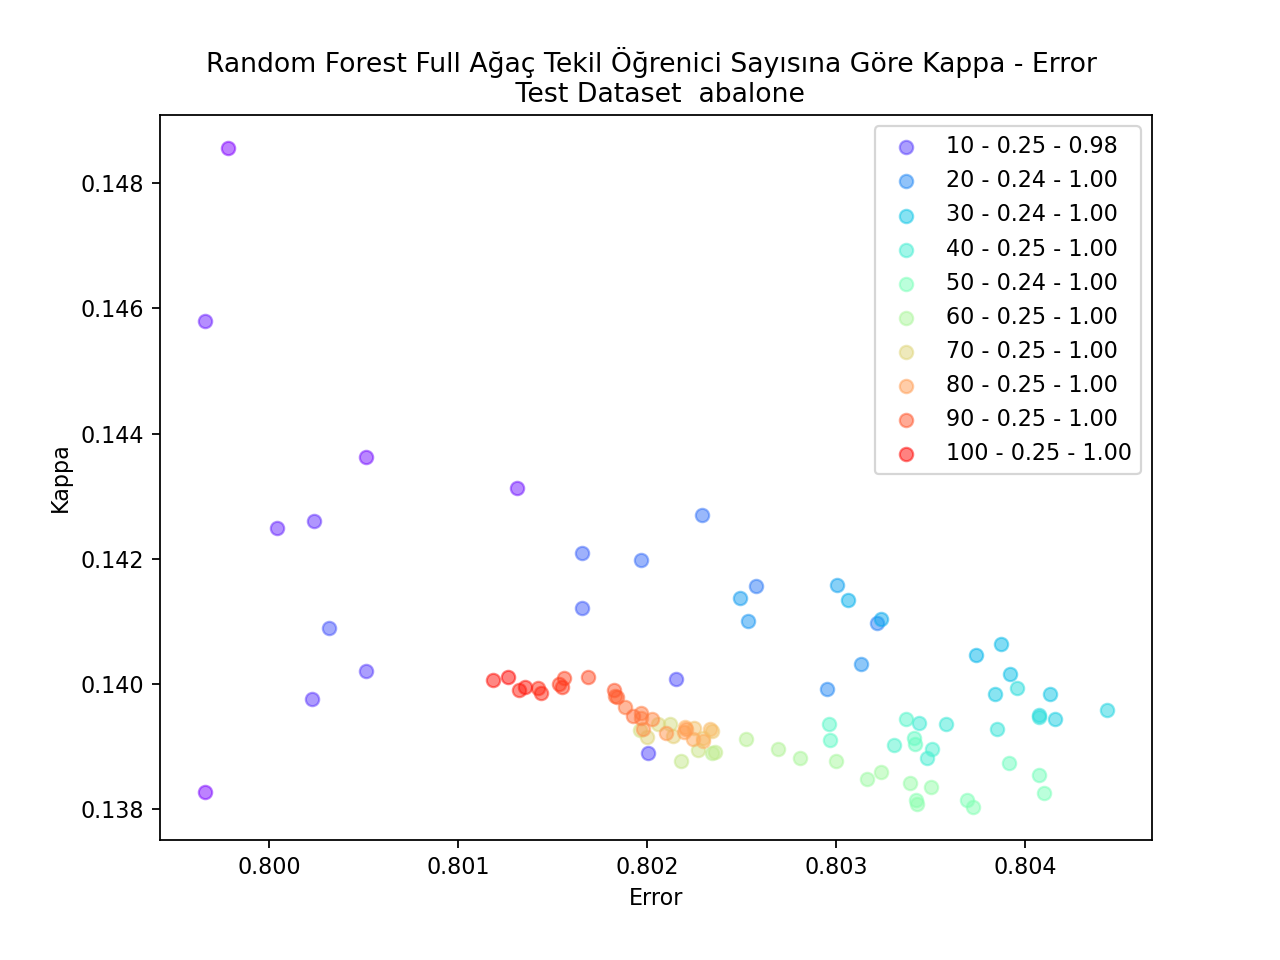 Random Forest Full Ağaç Tekil Öğrenici Sayısına Göre Kappa - Error
Test Dataset  abalone
10 - 0.25 - 0.98
20 - 0.24 - 1.00
30 - 0.24 - 1.00
40 - 0.25 - 1.00
50 - 0.24 - 1.00
60 - 0.25 - 1.00
70 - 0.25 - 1.00
80 - 0.25 - 1.00
90 - 0.25 - 1.00
100 - 0.25 - 1.00
Kappa
0.148
0.146
0.144
0.142
0.140
0.138
0.800
0.801
0.802
0.803
0.804
Error